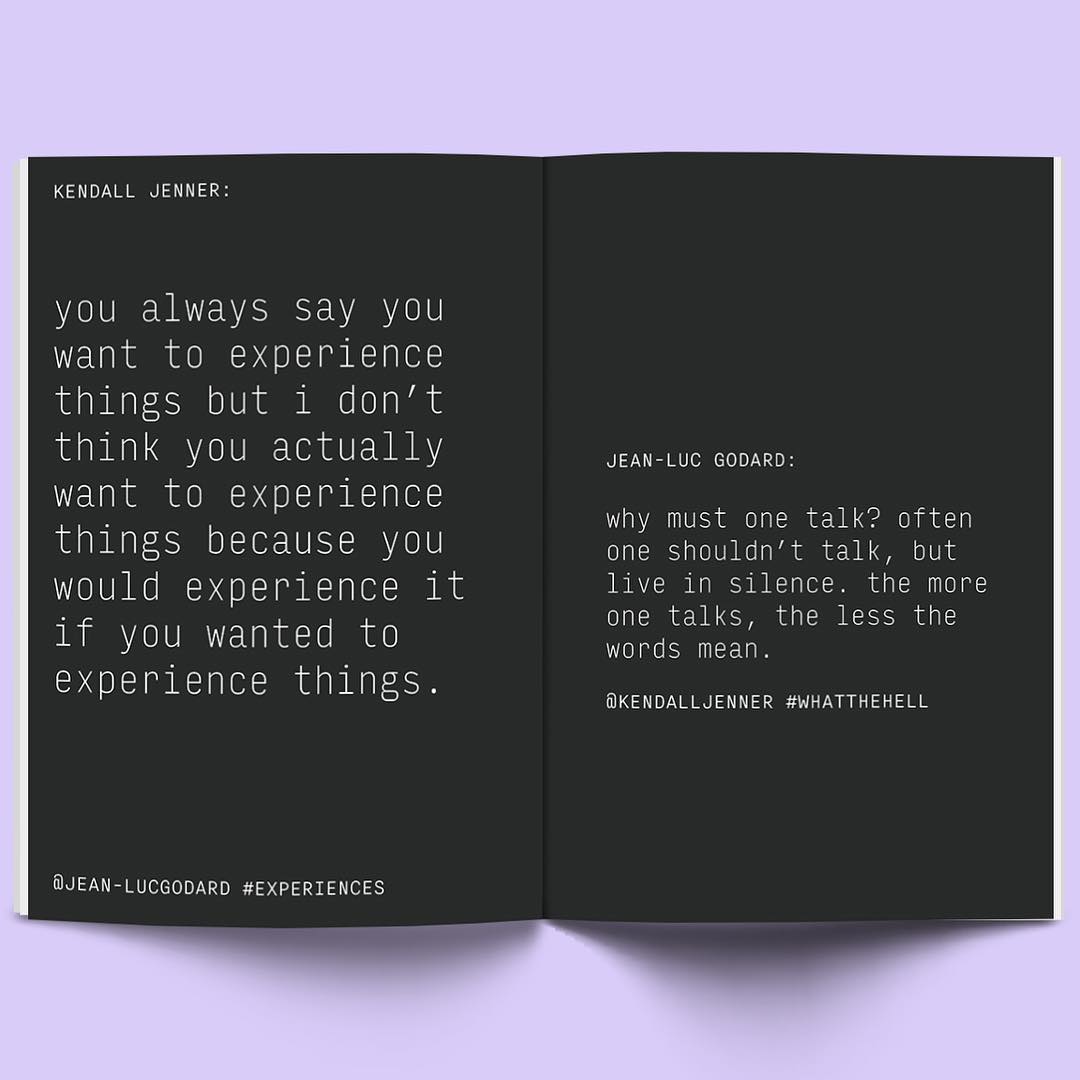 KENDALL JENNER:
you always say you
want to experience
things but i don’t
think you actually
want to experience
things because you
would experience it
if you wanted to
experience things.
@JEAN-LUCGODARD #EXPERIENCES
JEAN-LUC GODARD:
why must one talk? often
one shouldn’t talk, but
live in silence. the more
one talks, the less the
words mean.
@KENDALLJENNER #WHATTHEHELL